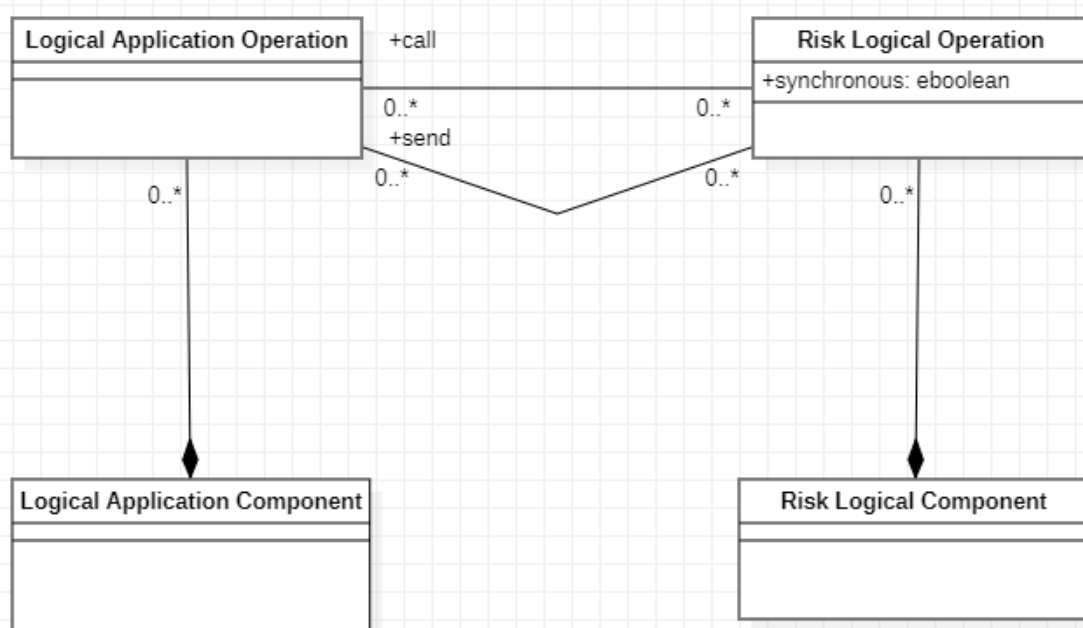 Logical Application Operation
+call
Risk Logical Operation
+synchronous: eboolean
0..*
0..*
+send
0..*
0..*
0..*
0..*
Logical Application Component
Risk Logical Component